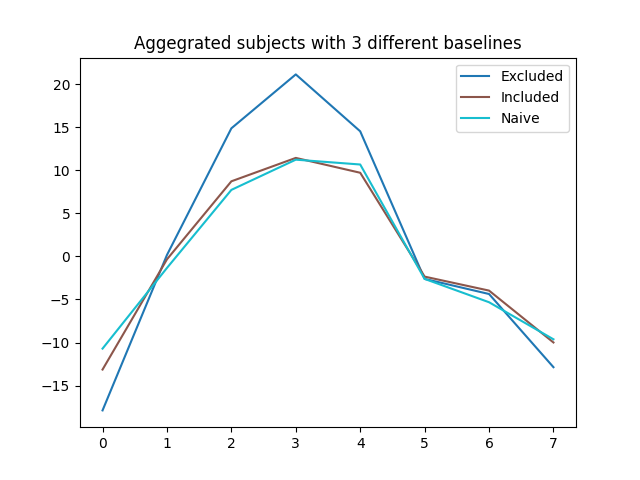 Aggegrated subjects with 3 different baselines
Excluded
Included
Naive
20
15
10
5
0
−5
−10
−15
0 1 2 3 4 5 6 7